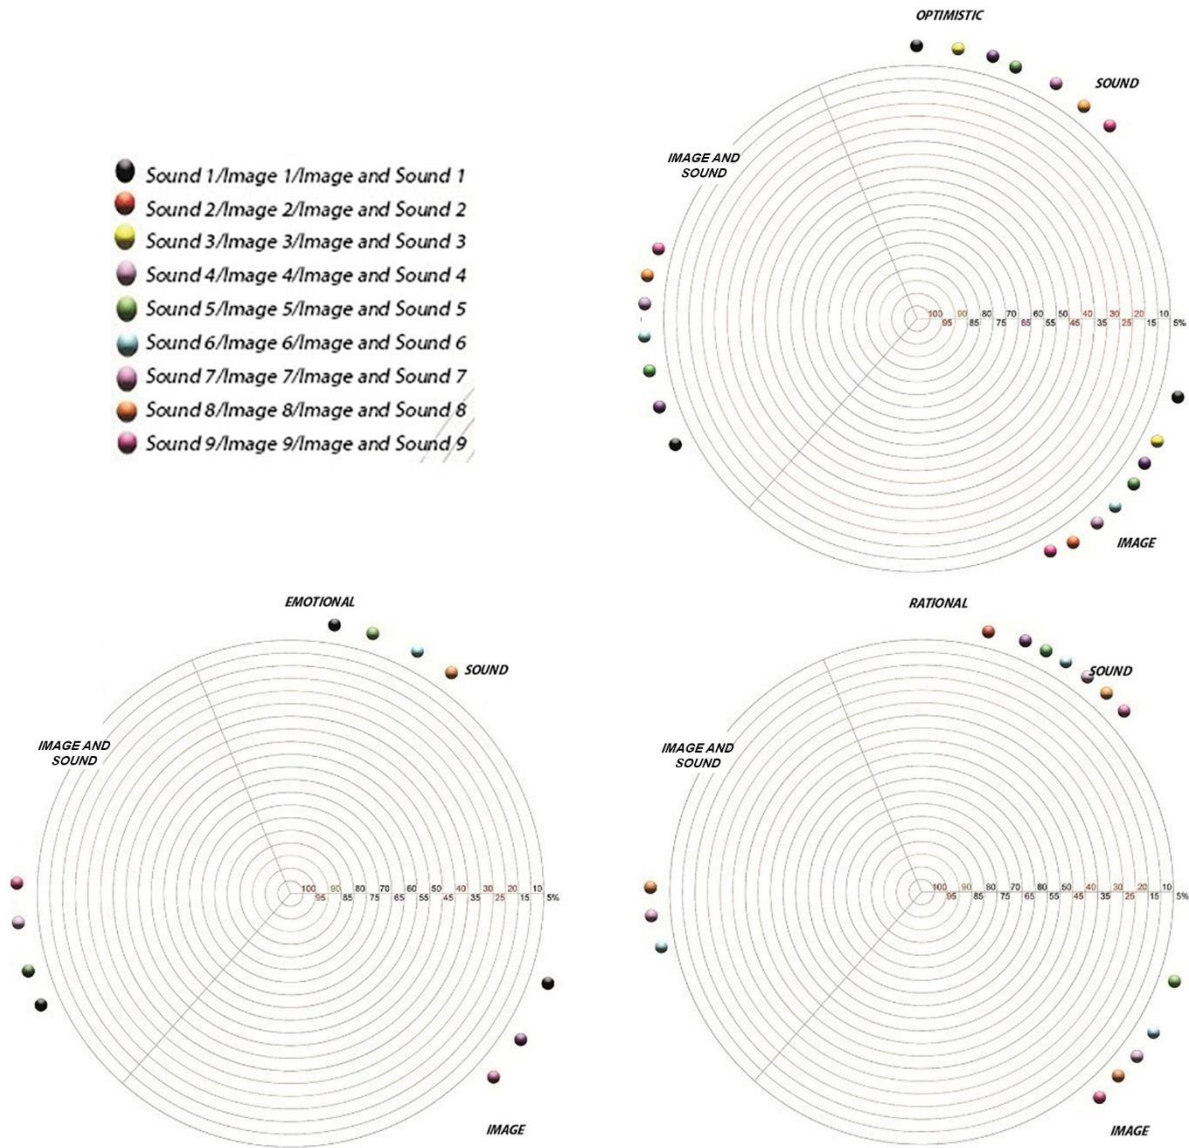 Sound 1/Image 1/Image and Sound 1
Sound 2/Image 2/Image and Sound 2
Sound 3/Image 3/Image and Sound 3
Sound 4/Image 4/Image and Sound 4
Sound 5/Image 5/Image and Sound 5
Sound 6/Image 6/Image and Sound 6
Sound 7/Image 7/Image and Sound 7
Sound 8/Image 8/Image and Sound 8
Sound 9/Image 9/Image and Sound 9
OPTIMISTIC
SOUND
IMAGE AND
SOUND
100 90 80 70 60 50 40 30 20 10
95 85 75 65 55 45 35 25 15 5%
IMAGE
EMOTIONAL
SOUND
IMAGE AND
SOUND
100 90 80 70 60 50 40 30 20 10
95 85 75 65 55 45 35 25 15 5%
IMAGE
RATIONAL
SOUND
IMAGE AND
SOUND
100 90 80 70 60 50 40 30 20 10
95 85 75 65 55 45 35 25 15 5%
IMAGE